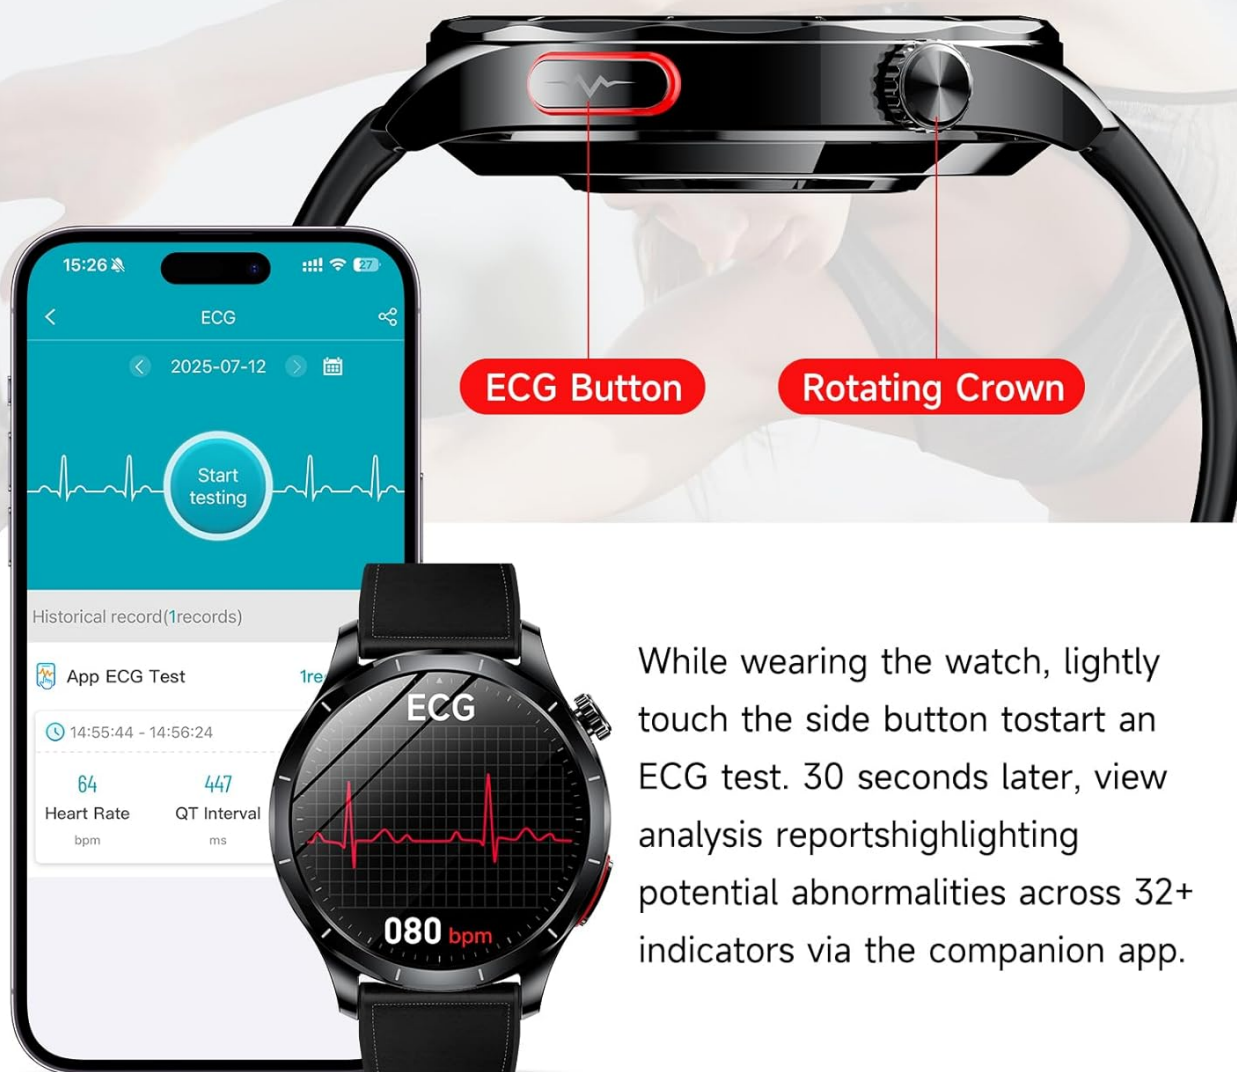 15:26
27
ECG
2025-07-12
Start
testing
Historical record(1records)
App ECG Test
1re
14:55:44 - 14:56:24
64
447
Heart Rate
QT Interval
bpm
ms
ECG Button
Rotating Crown
ECG
080 bpm
While wearing the watch, lightly
touch the side button tostart an
ECG test. 30 seconds later, view
analysis reportshighlighting
potential abnormalities across 32+
indicators via the companion app.